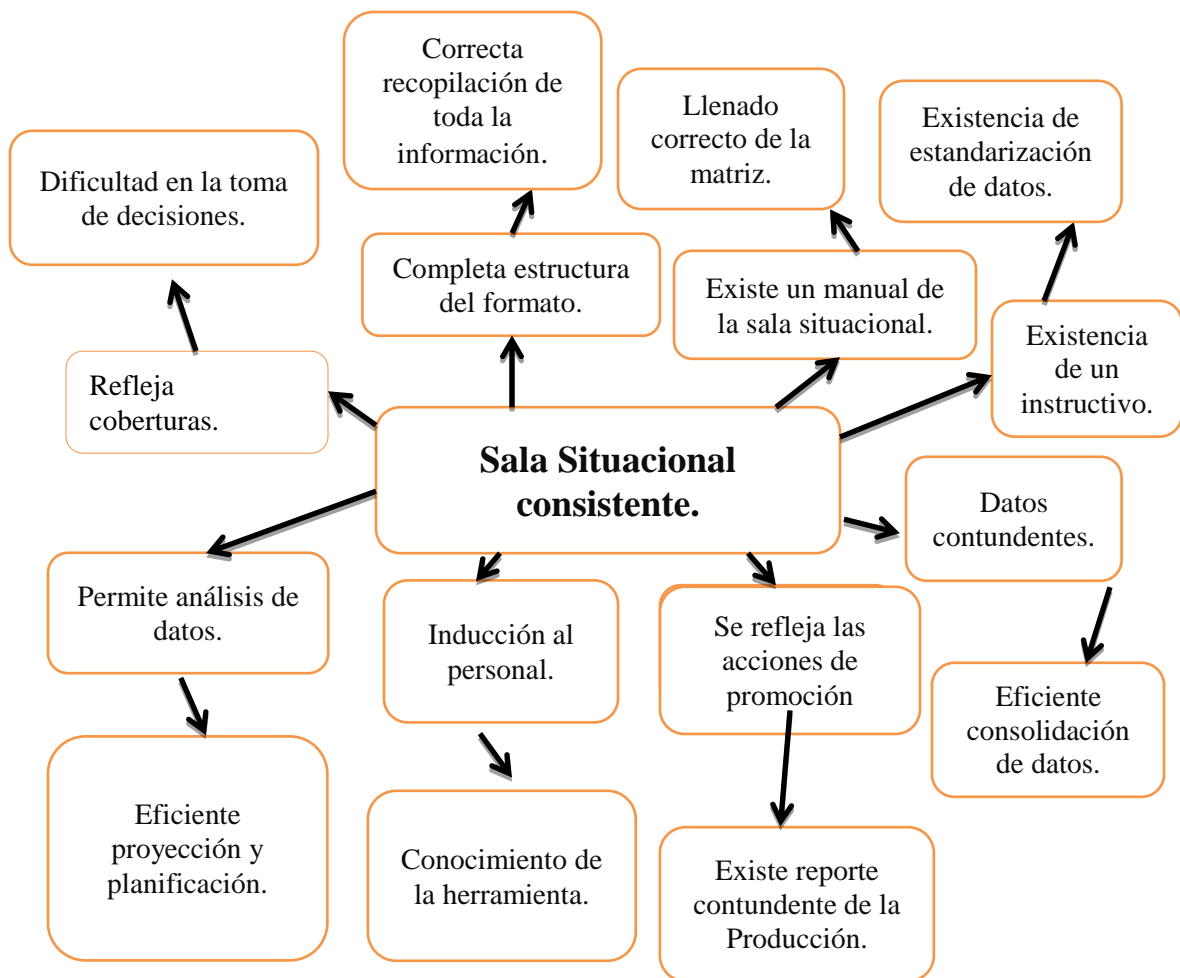 Correcta
recopilación de
toda la
información.
Llenado
correcto de la
matriz.
Existencia de
estandarización
de datos.
Dificultad en la toma
de decisiones.
Completa estructura
del formato.
Existe un manual de
la sala situacional.
Existencia
de un
instructivo.
Refleja
coberturas.
Sala Situacional
consistente.
Datos
contundentes.
Permite análisis de
datos.
Inducción al
personal.
Se refleja las
acciones de
promoción
Eficiente
consolidación
de datos.
Eficiente
proyección y
planificación.
Conocimiento de
la herramienta.
Existe reporte
contundente de la
Producción.